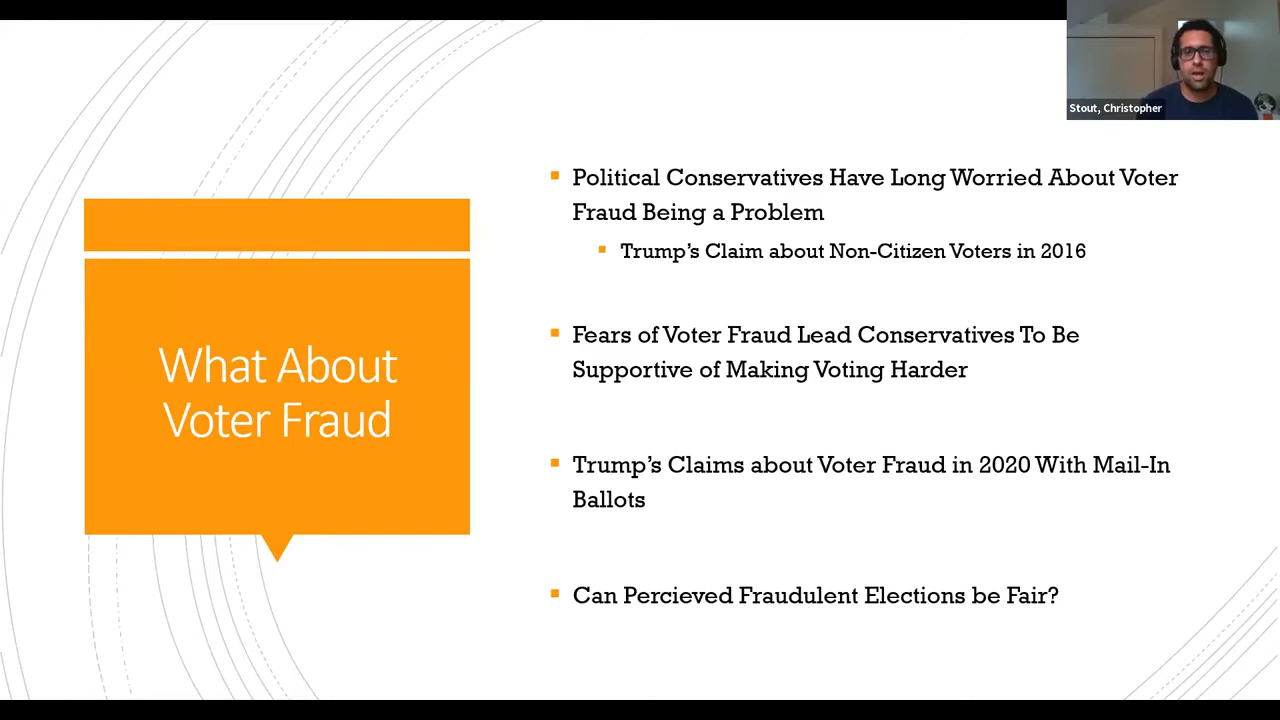 Stout, Christopher
What About
Voter Fraud
Political Conservatives Have Long Worried About Voter
Fraud Being a Problem
Trump's Claim about Non-Citizen Voters in 2016
Fears of Voter Fraud Lead Conservatives To Be
Supportive of Making Voting Harder
Trump's Claims about Voter Fraud in 2020 With Mail-In
Ballots
Can Percieved Fraudulent Elections be Fair?